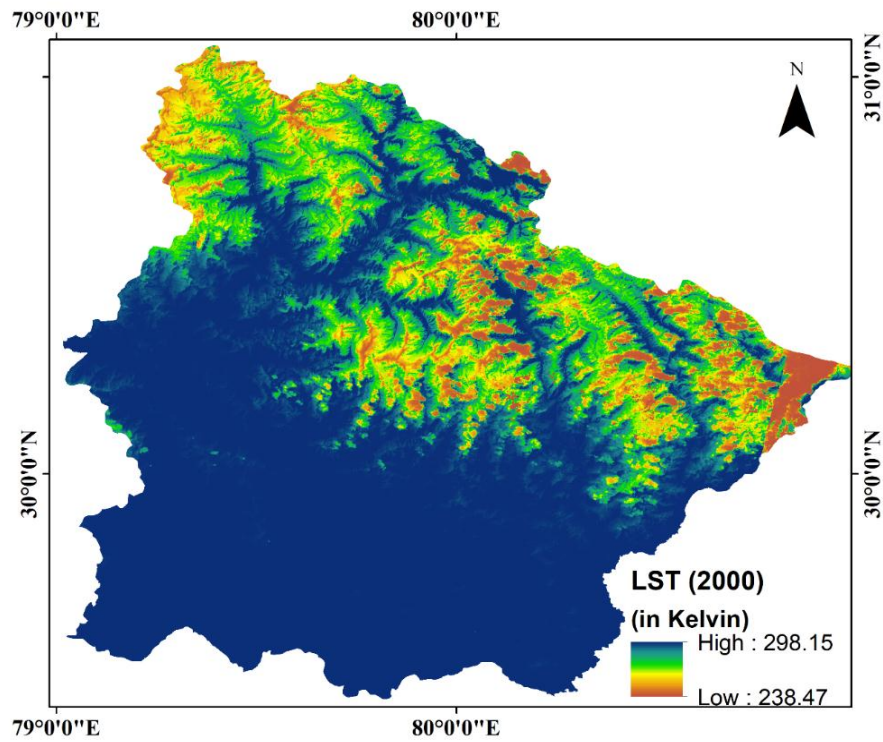 79°0'0"E 80°0'0"E
31°0'0"N
N
31°0'0"N
30°0'0"N
30°0'0"N
LST (2000)
(in Kelvin)
High : 298.15
Low : 238.47
79°0'0"E 80°0'0"E